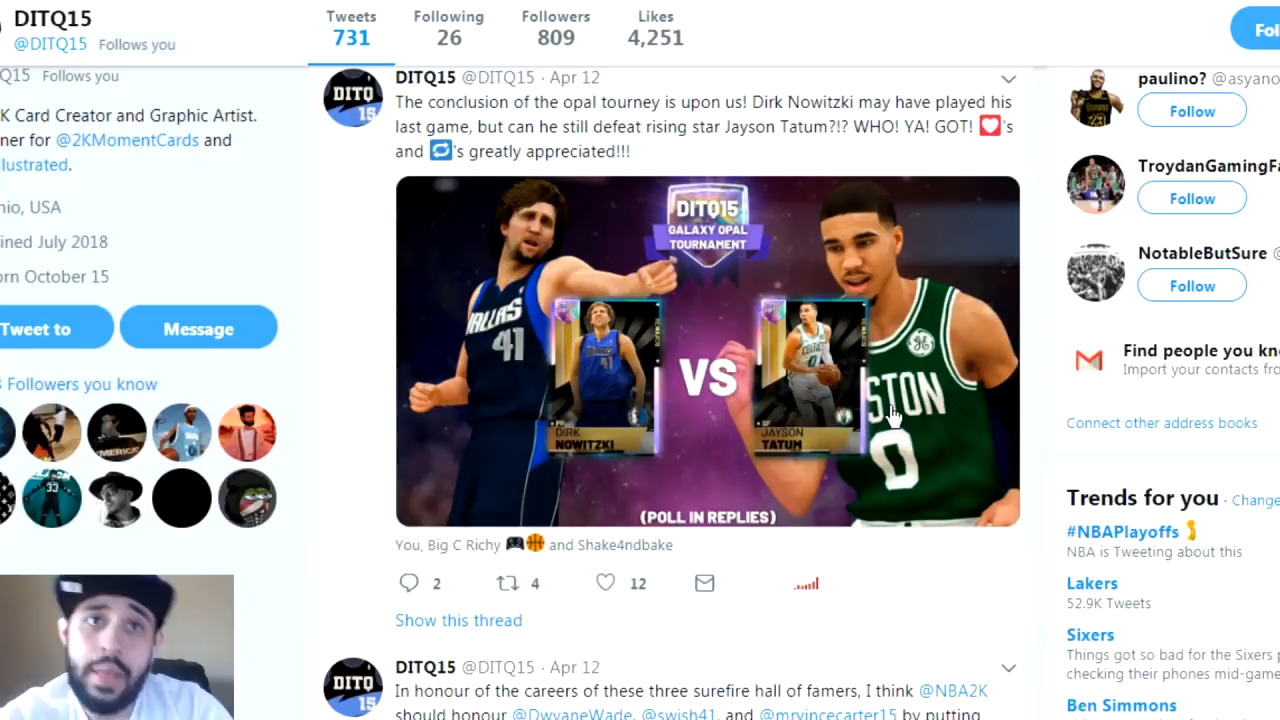 DITQ15
@DITQ15 Follows you
Tweets Following Followers Likes
731 26 809 4,251
Fol
Q15 Follows you
K Card Creator and Graphic Artist.
ner for @2KMomentCards and
llustrated.
nio, USA
ined July 2018
orn October 15
Tweet to
Message
Followers you know
'MERICA
33
DITQ
15
DITQ15 @DITQ15 · Apr 12
The conclusion of the opal tourney is upon us! Dirk Nowitzki may have played his
last game, but can he still defeat rising star Jayson Tatum?!? WHO! YA! GOT! ❤'s
and 🔁's greatly appreciated!!!
DITQ15
GALAXY OPAL
TOURNAMENT
DALLAS
41
DIRK
NOWITZKI
VS
JAYSON
TATUM
STON
0
(POLL IN REPLIES)
You, Big C Richy 🎮🏀 and Shake4ndbake
2 4 12
Show this thread
DITQ
15
DITQ15 @DITQ15 · Apr 12
In honour of the careers of these three surefire hall of famers, I think @NBA2K
should honour @DwyaneWade, @swish41, and @mrvincecarter15 by putting
paulino? @asyano
Follow
TroydanGamingFa
Follow
NotableButSure @
Follow
Find people you kn
Import your contacts fro
Connect other address books
Trends for you · Change
#NBAPlayoffs
NBA is Tweeting about this
Lakers
52.9K Tweets
Sixers
Things got so bad for the Sixers p
checking their phones mid-game
Ben Simmons